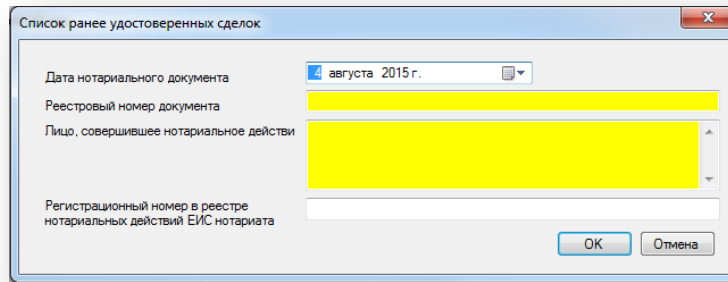 Список ранее удостоверенных сделок
Дата нотариального документа
4 августа 2015 г.
Реестровый номер документа
Лицо, совершившее нотариальное действи
Регистрационный номер в реестре
нотариальных действий ЕИС нотариата
OK
Отмена